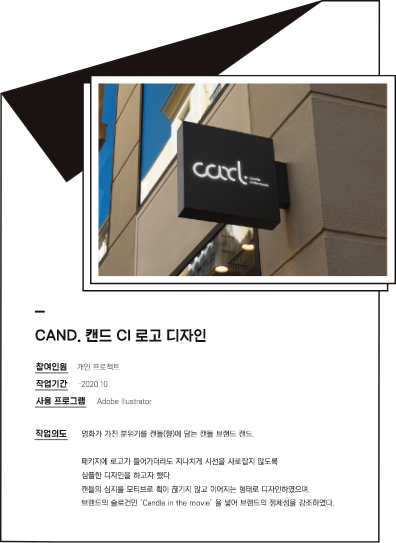 CAND. 캔드 CI 로고 디자인
참여인원 개인 프로젝트
작업기간 -2020.10
사용 프로그램 Adobe Illustrator
작업의도 영화가 가진 분위기를 캔들(향)에 담는 캔들 브랜드 캔드.
패키지에 로고가 들어가더라도 지나치게 시선을 사로잡지 않도록
심플한 디자인을 하고자 했다.
캔들의 심지를 모티브로 획이 끊기지 않고 이어지는 형태로 디자인하였으며,
브랜드의 슬로건인 'Candle in the movie' 을 넣어 브랜드의 정체성을 강조하였다.